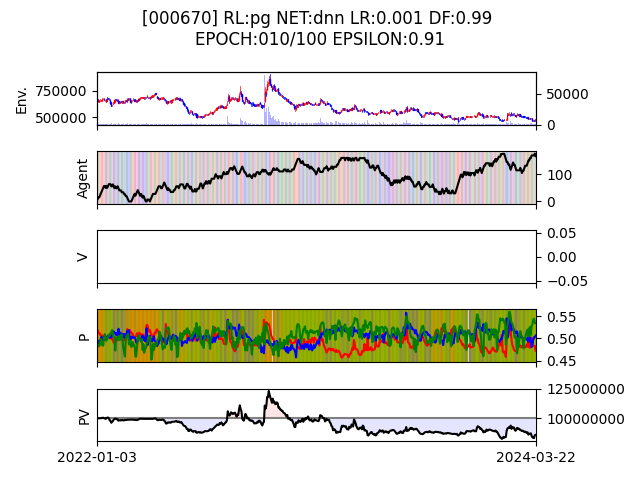 [000670] RL:pg NET:dnn LR:0.001 DF:0.99
EPOCH:010/100 EPSILON:0.91
Env.
750000
500000
50000
0
Agent
100
0
V
0.05
0.00
−0.05
P
0.55
0.50
0.45
PV
125000000
100000000
2022-01-03
2024-03-22